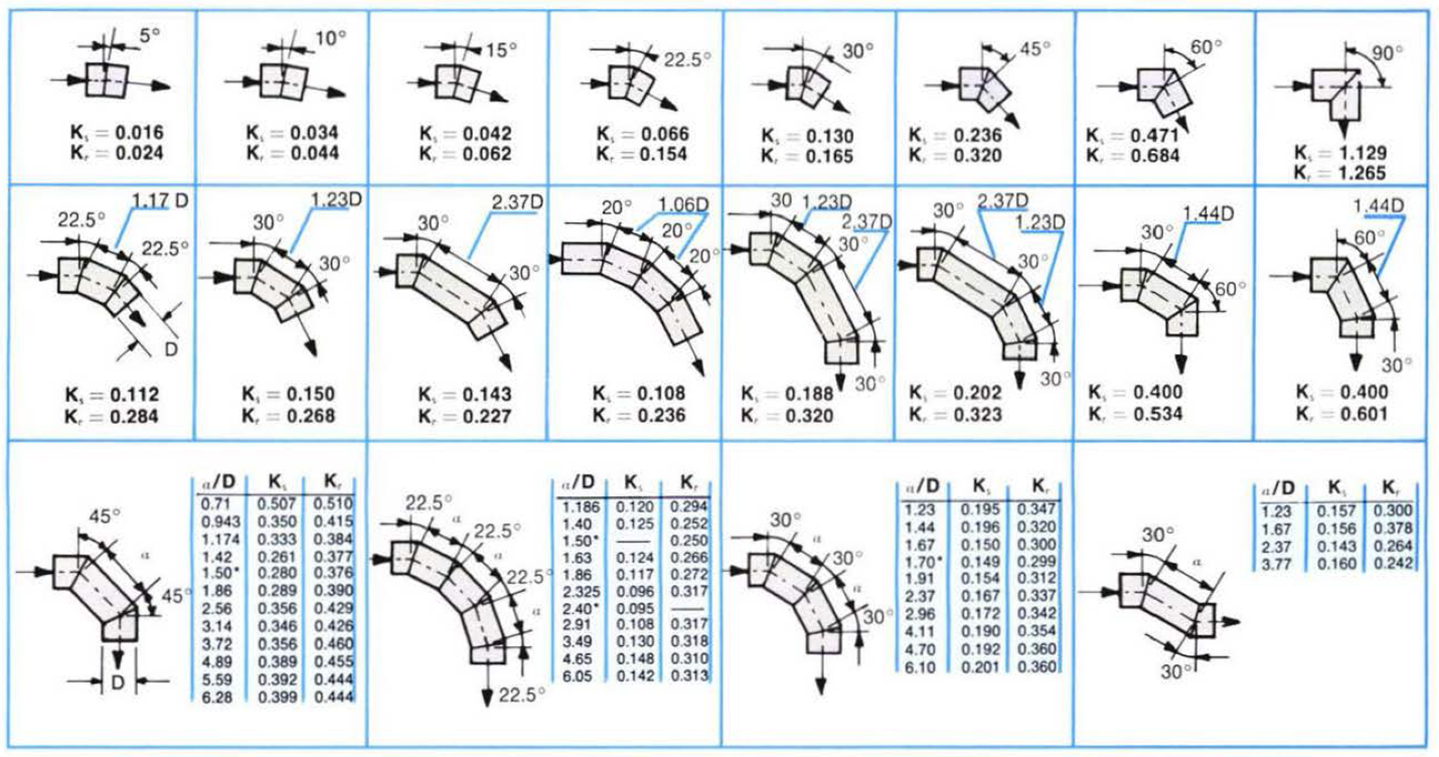 5°
K_s = 0.016
K_r = 0.024
10°
K_s = 0.034
K_r = 0.044
15°
K_s = 0.042
K_r = 0.062
22.5°
K_s = 0.066
K_r = 0.154
30°
K_s = 0.130
K_r = 0.165
45°
K_s = 0.236
K_r = 0.320
60°
K_s = 0.471
K_r = 0.684
90°
K_s = 1.129
K_r = 1.265
22.5° 1.17 D
22.5°
D
K_s = 0.112
K_r = 0.284
30° 1.23D
30°
K_s = 0.150
K_r = 0.268
30° 2.37D
30°
K_s = 0.143
K_r = 0.227
20° 1.06D
20°
20°
K_s = 0.108
K_r = 0.236
30 1.23D
2.37D
30°
30°
K_s = 0.188
K_r = 0.320
30° 2.37D
1.23D
30°
30°
K_s = 0.202
K_r = 0.323
30° 1.44D
60°
K_s = 0.400
K_r = 0.534
1.44D
60°
30°
K_s = 0.400
K_r = 0.601
45°
α
45°
D
α/D K_s K_r
0.71 0.507 0.510
0.943 0.350 0.415
1.174 0.333 0.384
1.42 0.261 0.377
1.50* 0.280 0.376
1.86 0.289 0.390
2.56 0.356 0.429
3.14 0.346 0.426
3.72 0.356 0.460
4.89 0.389 0.455
5.59 0.392 0.444
6.28 0.399 0.444
22.5°
α
22.5°
22.5°
α
22.5°
α/D K_s K_r
1.186 0.120 0.294
1.40 0.125 0.252
1.50* — 0.250
1.63 0.124 0.266
1.86 0.117 0.272
2.325 0.096 0.317
2.40* 0.095 —
2.91 0.108 0.317
3.49 0.130 0.318
4.65 0.148 0.310
6.05 0.142 0.313
30°
α
30°
α
30°
α/D K_s K_r
1.23 0.195 0.347
1.44 0.196 0.320
1.67 0.150 0.300
1.70* 0.149 0.299
1.91 0.154 0.312
2.37 0.167 0.337
2.96 0.172 0.342
4.11 0.190 0.354
4.70 0.192 0.360
6.10 0.201 0.360
30°
α
30°
α/D K_s K_r
1.23 0.157 0.300
1.67 0.156 0.378
2.37 0.143 0.264
3.77 0.160 0.242